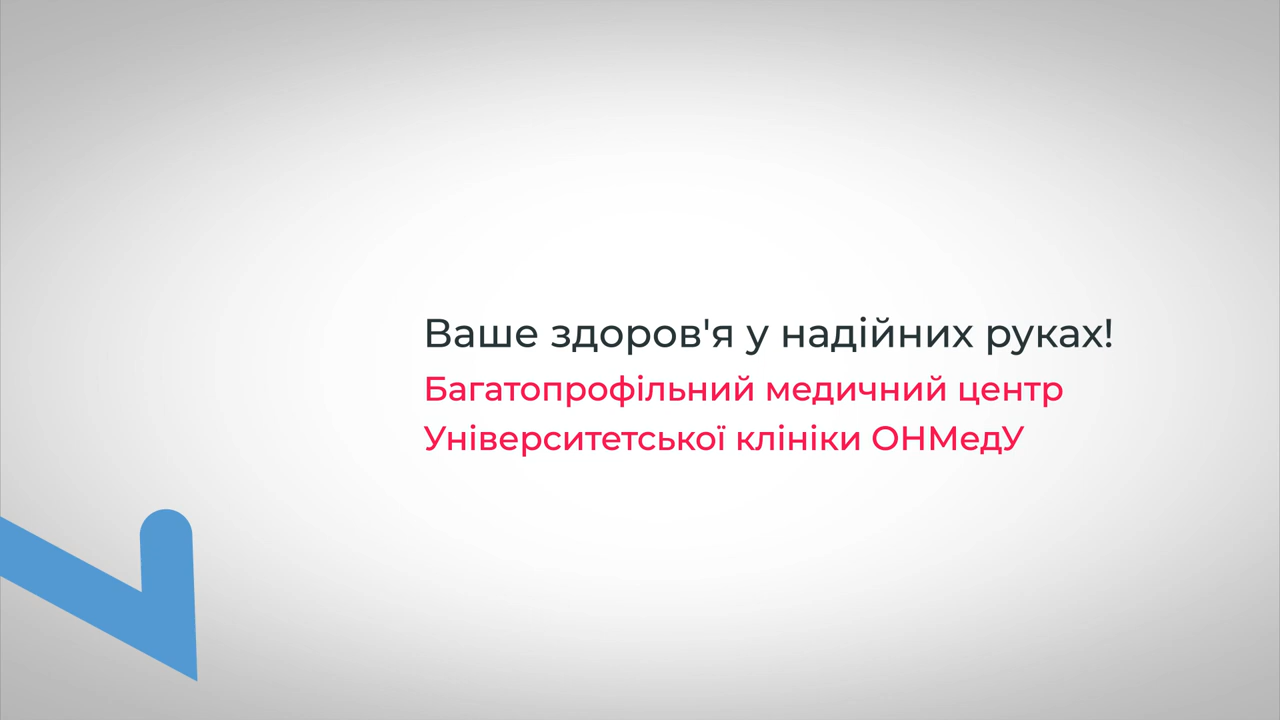 Ваше здоров'я у надійних руках!
Багатопрофільний медичний центр
Університетської клініки ОНМедУ